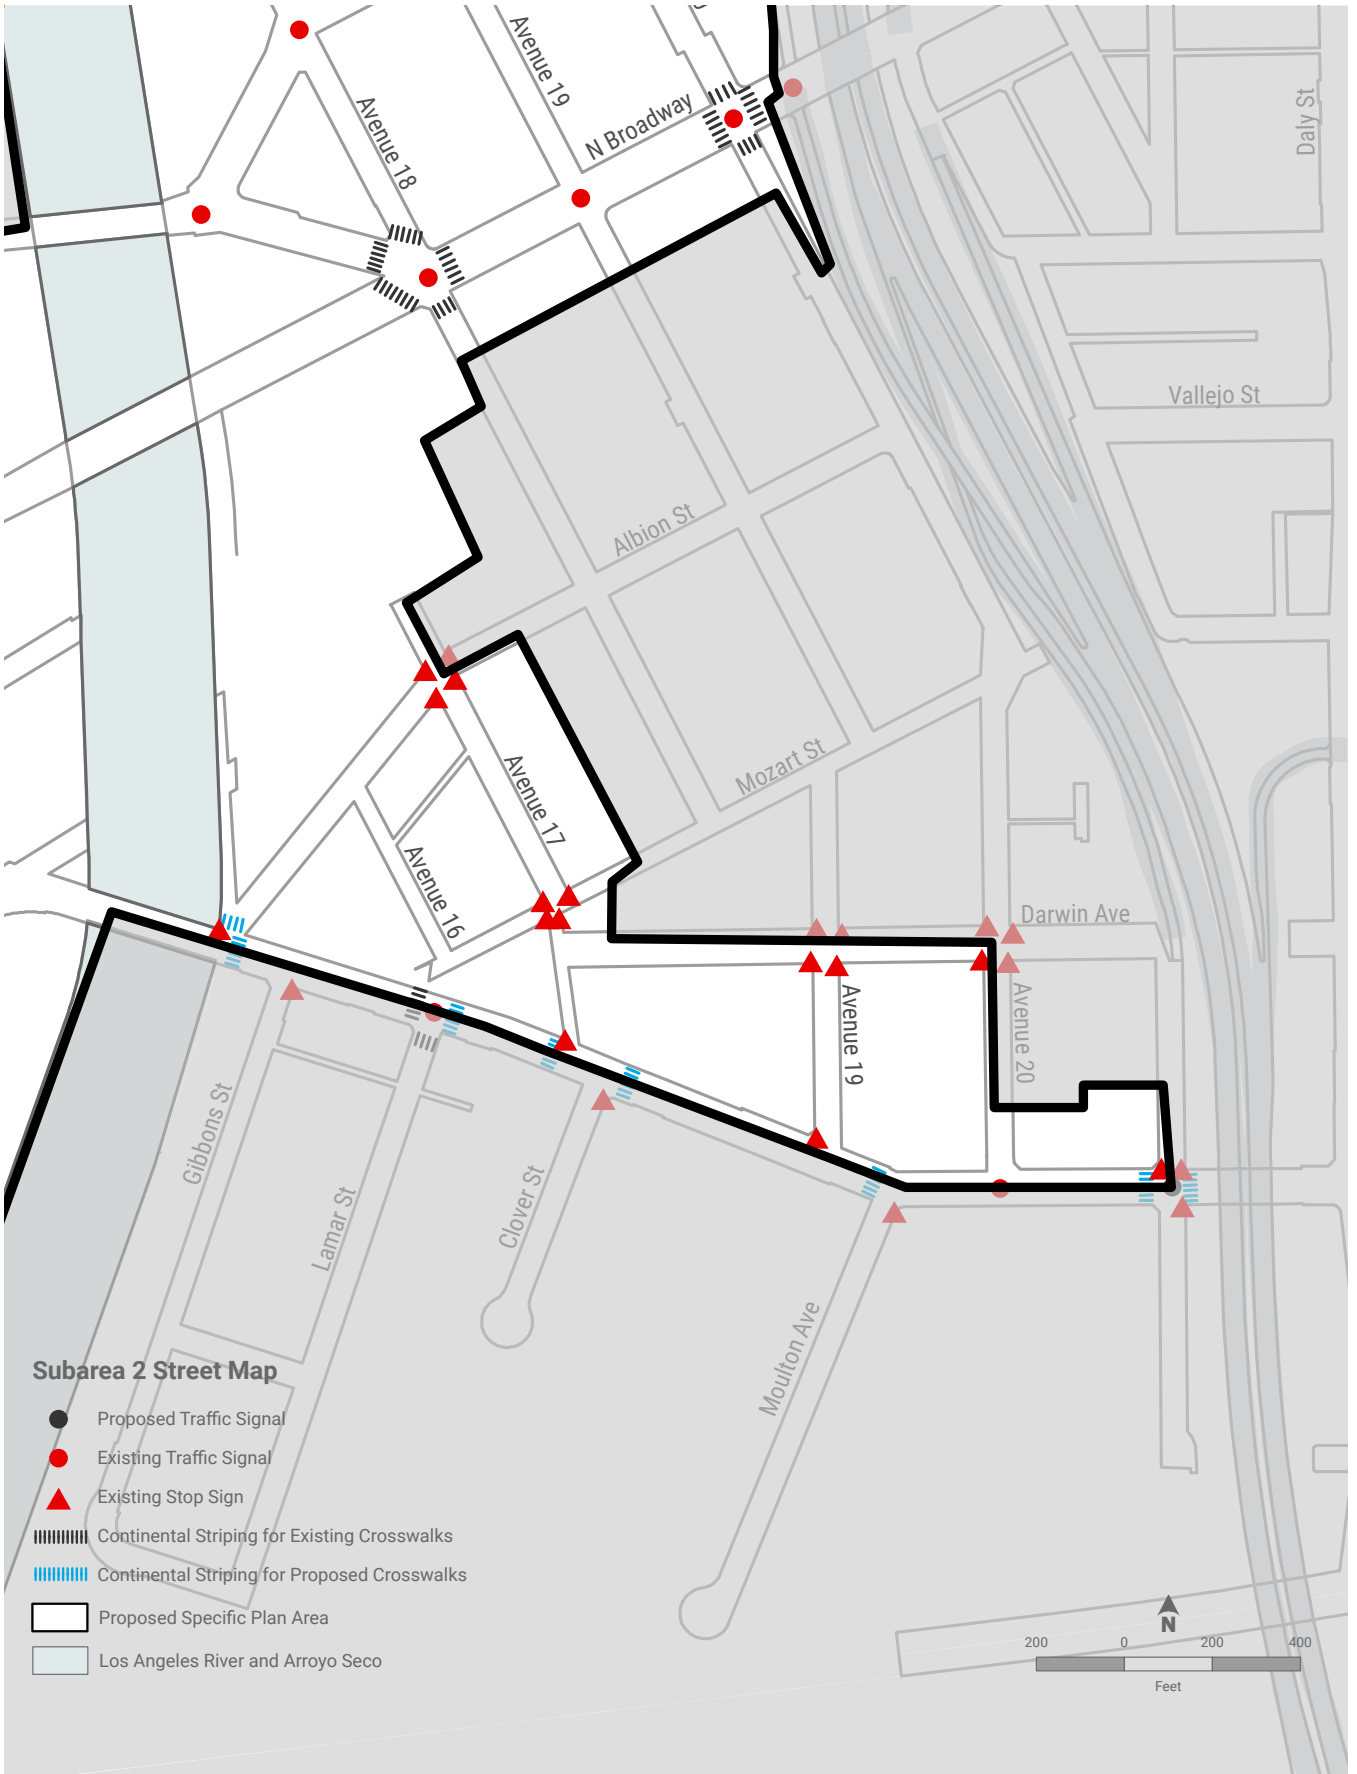 Avenue 19
Avenue 18
N Broadway
Daly St
Vallejo St
Albion St
Mozart St
Avenue 17
Avenue 16
Darwin Ave
Avenue 19
Avenue 20
Gibbons St
Lamar St
Clover St
Moulton Ave
Subarea 2 Street Map
Proposed Traffic Signal
Existing Traffic Signal
Existing Stop Sign
Continental Striping for Existing Crosswalks
Continental Striping for Proposed Crosswalks
Proposed Specific Plan Area
Los Angeles River and Arroyo Seco
N
200 0 200 400
Feet